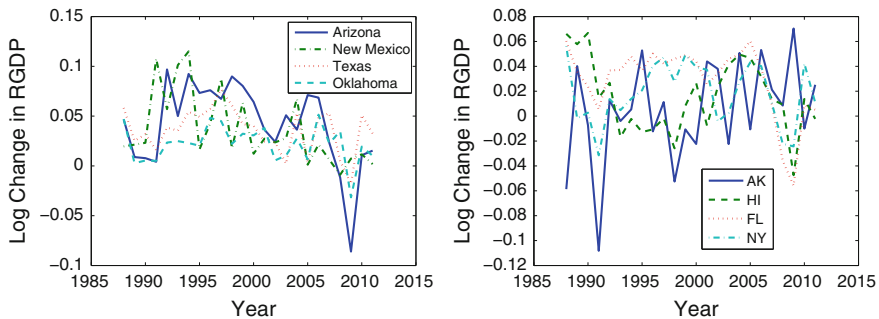 0.15
0.1
0.05
0
−0.05
−0.1
Log Change in RGDP
1985 1990 1995 2000 2005 2010 2015
Year
Arizona
New Mexico
Texas
Oklahoma
0.08
0.06
0.04
0.02
0
−0.02
−0.04
−0.06
−0.08
−0.1
−0.12
Log Change in RGDP
1985 1990 1995 2000 2005 2010 2015
Year
AK
HI
FL
NY